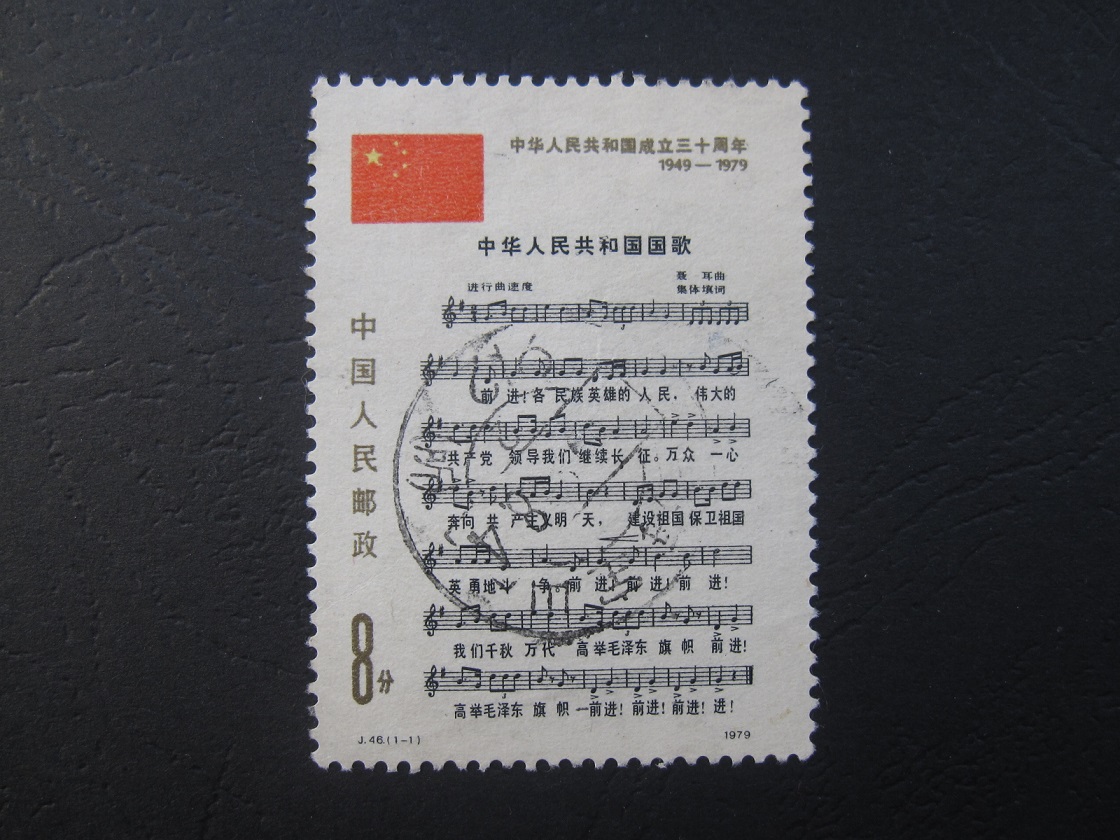 中华人民共和国成立三十周年
1949—1979
中华人民共和国国歌
进行曲速度
聂 耳曲
集体填词
前 进!各 民族 英雄的 人 民, 伟大的
共产党 领导我们 继续长 征。万众 一心
奔向 共 产主义明 天, 建设祖国 保卫祖国
英 勇地斗 争。前 进!前 进!前 进!
我们千秋 万代 高举毛泽东 旗 帜 前进!
高举毛泽东 旗 帜 一前进!前进!前进!进!
中国人民邮政
8分
J.46.(1-1)
1979